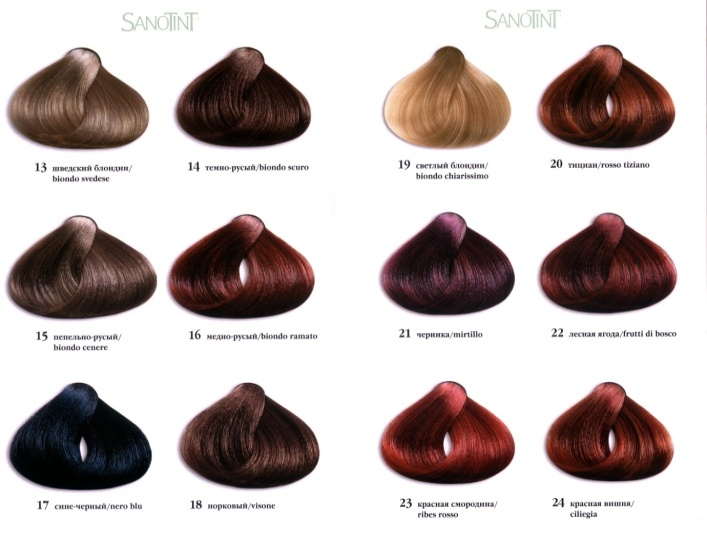 SANOTINT
SANOTINT
13 шведский блондин/
biondo svedese
14 темно-русый/biondo scuro
19 светлый блондин/
biondo chiarissimo
20 тициан/rosso tiziano
15 пепельно-русый/
biondo cenere
16 медно-русый/biondo ramato
21 черника/mirtillo
22 лесная ягода/frutti di bosco
17 сине-черный/nero blu
18 норковый/visone
23 красная смородина/
ribes rosso
24 красная вишня/
ciliegia